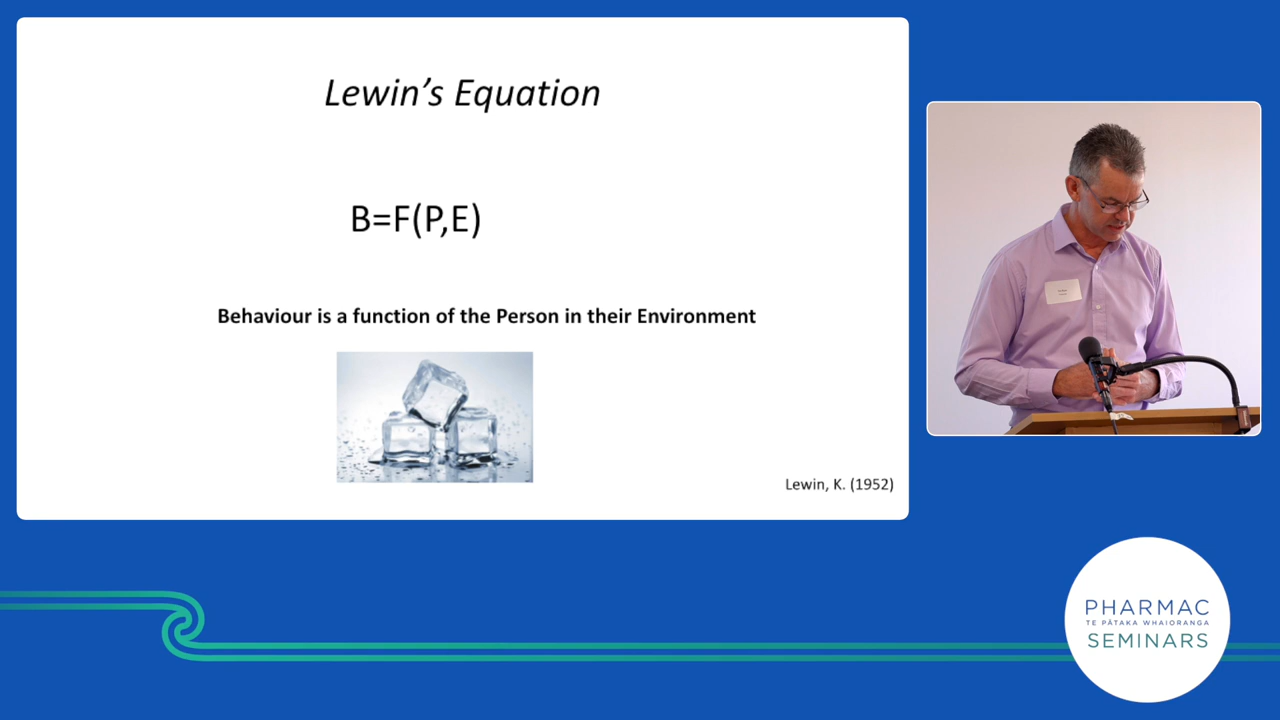 Lewin's Equation
B=F(P,E)
Behaviour is a function of the Person in their Environment
Lewin, K. (1952)
PHARMAC
TE PĀTAKA WHAIORANGA
SEMINARS